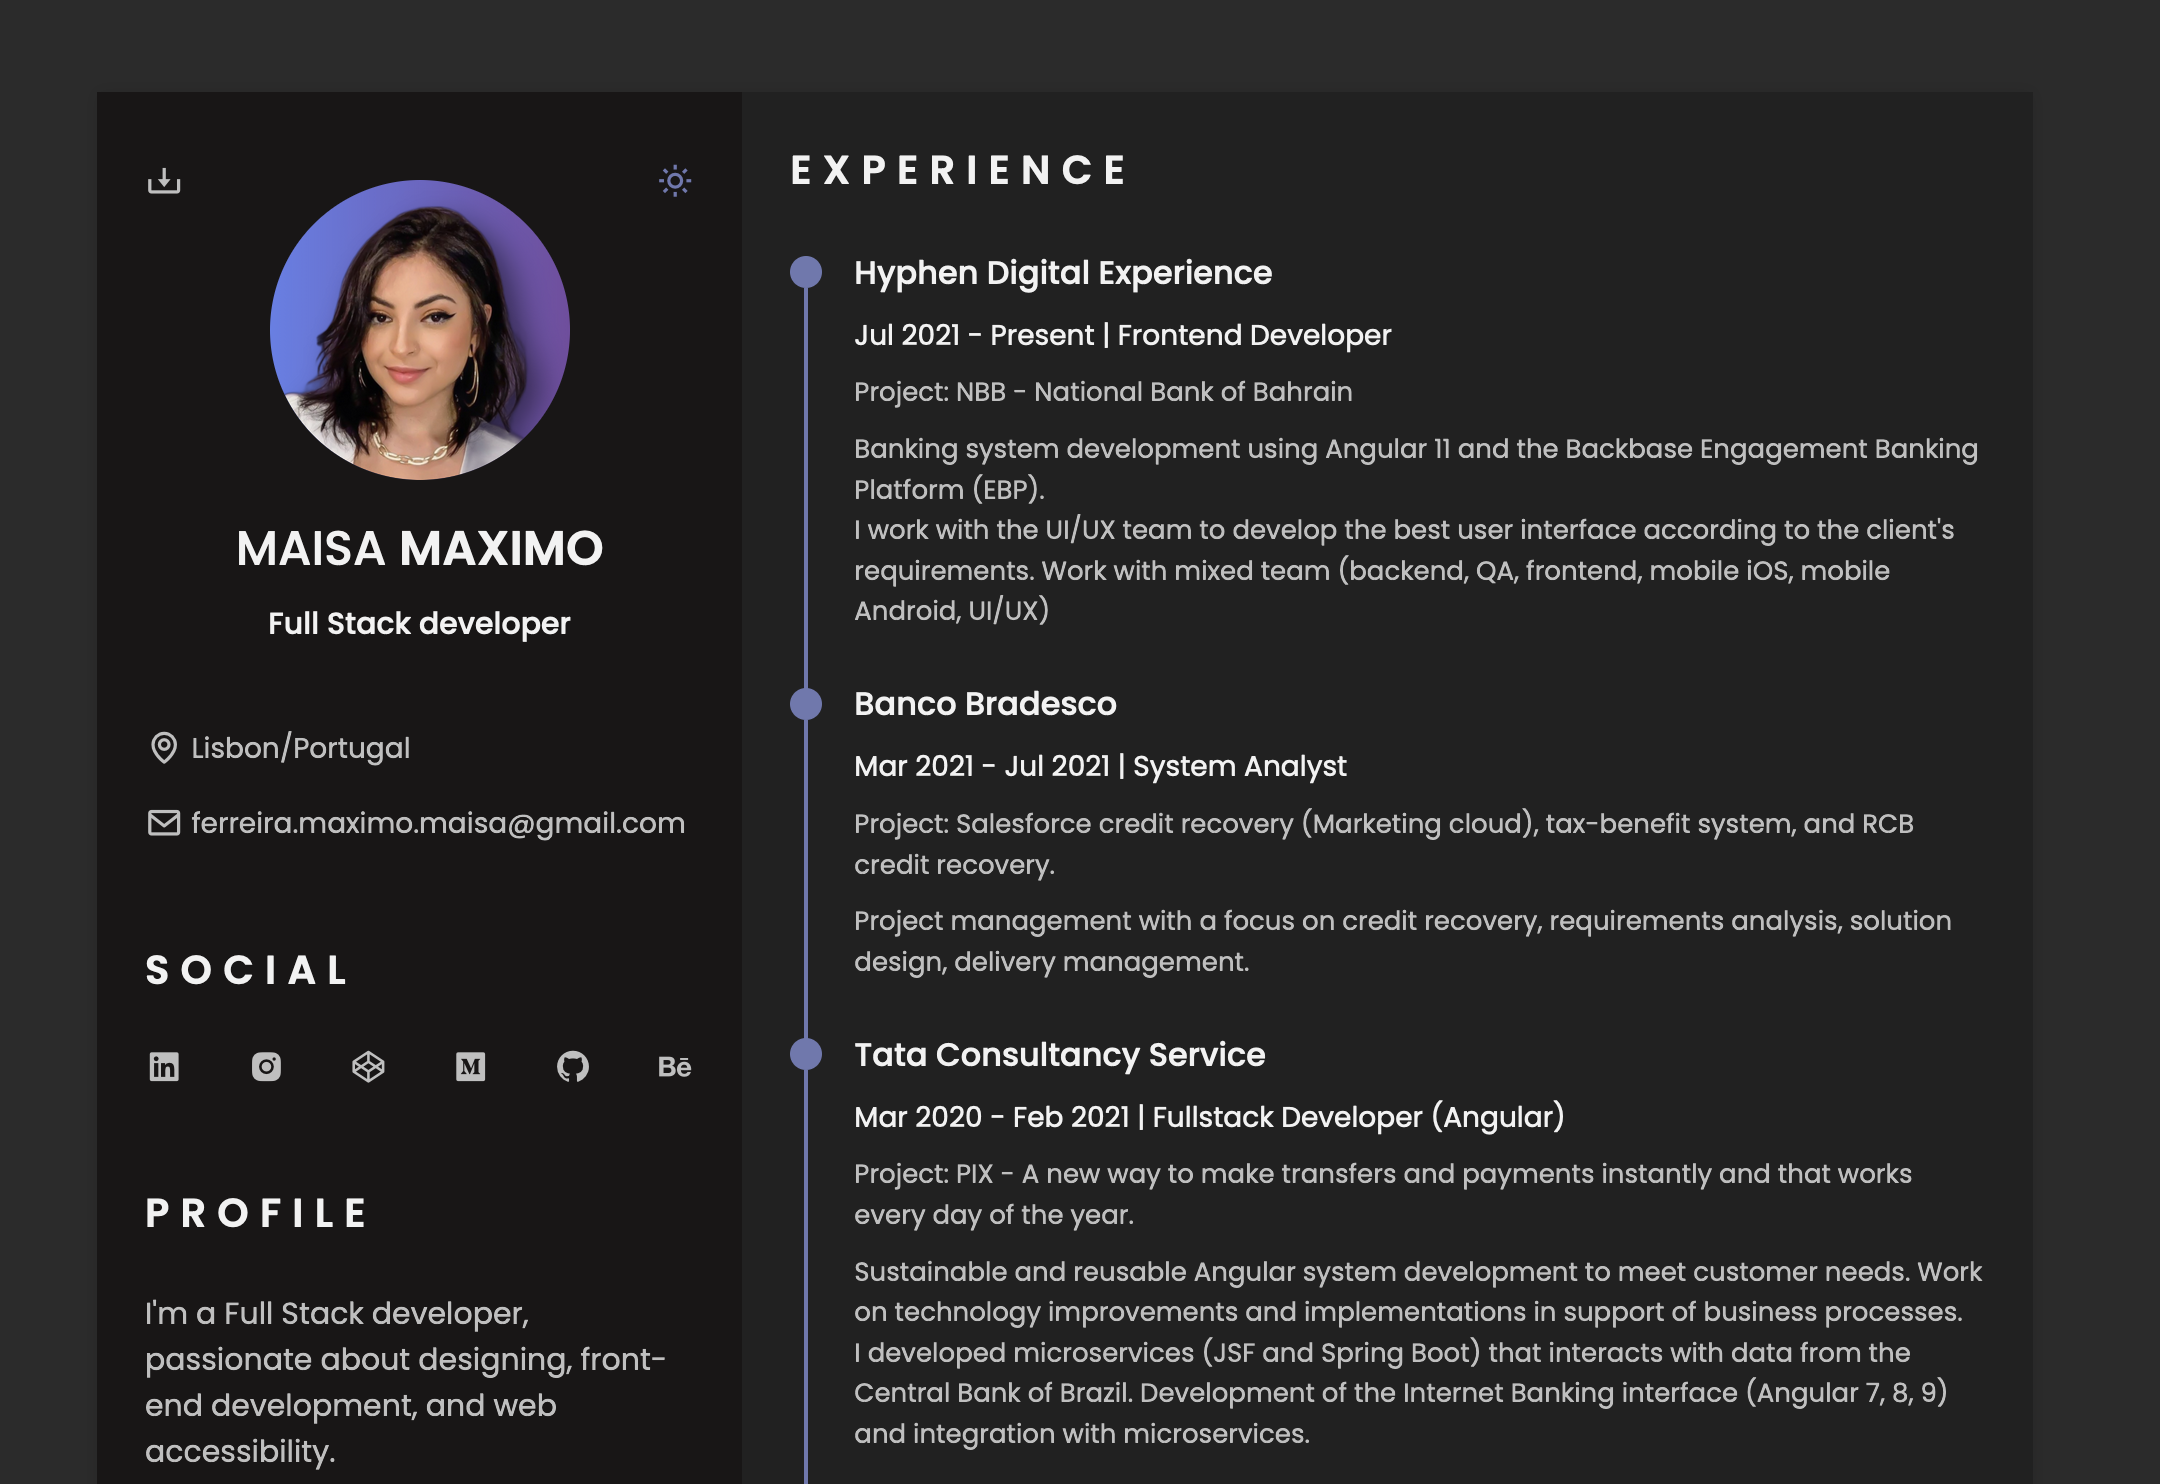 MAISA MAXIMO
Full Stack developer
Lisbon/Portugal
ferreira.maximo.maisa@gmail.com
SOCIAL
in
M
Bē
PROFILE
I'm a Full Stack developer,
passionate about designing, front-
end development, and web
accessibility.
EXPERIENCE
Hyphen Digital Experience
Jul 2021 - Present | Frontend Developer
Project: NBB - National Bank of Bahrain
Banking system development using Angular 11 and the Backbase Engagement Banking
Platform (EBP).
I work with the UI/UX team to develop the best user interface according to the client's
requirements. Work with mixed team (backend, QA, frontend, mobile iOS, mobile
Android, UI/UX)
Banco Bradesco
Mar 2021 - Jul 2021 | System Analyst
Project: Salesforce credit recovery (Marketing cloud), tax-benefit system, and RCB
credit recovery.
Project management with a focus on credit recovery, requirements analysis, solution
design, delivery management.
Tata Consultancy Service
Mar 2020 - Feb 2021 | Fullstack Developer (Angular)
Project: PIX - A new way to make transfers and payments instantly and that works
every day of the year.
Sustainable and reusable Angular system development to meet customer needs. Work
on technology improvements and implementations in support of business processes.
I developed microservices (JSF and Spring Boot) that interacts with data from the
Central Bank of Brazil. Development of the Internet Banking interface (Angular 7, 8, 9)
and integration with microservices.